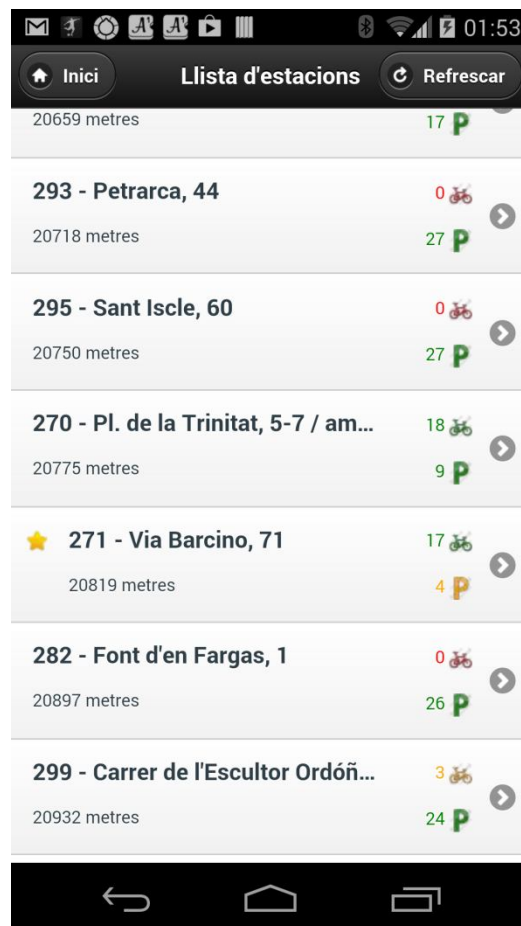 01:53
Inici
Llista d'estacions
Refrescar
20659 metres
17 P
293 - Petrarca, 44
0
20718 metres
27 P
295 - Sant Iscle, 60
0
20750 metres
27 P
270 - Pl. de la Trinitat, 5-7 / am...
18
20775 metres
9 P
271 - Via Barcino, 71
17
20819 metres
4 P
282 - Font d'en Fargas, 1
0
20897 metres
26 P
299 - Carrer de l'Escultor Ordóñ...
3
20932 metres
24 P